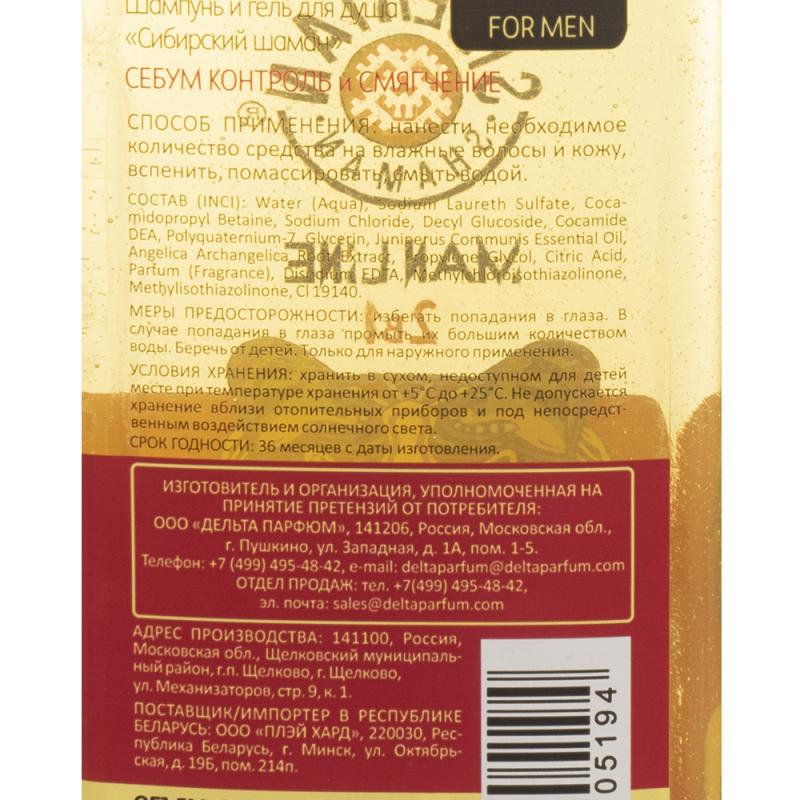 Шампунь и гель для душа
«Сибирский шаман»
FOR MEN
СЕБУМ КОНТРОЛЬ и СМЯГЧЕНИЕ
СПОСОБ ПРИМЕНЕНИЯ: нанести необходимое
количество средства на влажные волосы и кожу,
вспенить, помассировать, смыть водой.
СОСТАВ (INCI): Water (Aqua), Sodium Laureth Sulfate, Coca-
midopropyl Betaine, Sodium Chloride, Decyl Glucoside, Cocamide
DEA, Polyquaternium-7, Glycerin, Juniperus Communis Essential Oil,
Angelica Archangelica Root Extract, Propylene Glycol, Citric Acid,
Parfum (Fragrance), Disodium EDTA, Methylchloroisothiazolinone,
Methylisothiazolinone, CI 19140.
МЕРЫ ПРЕДОСТОРОЖНОСТИ: избегать попадания в глаза. В
случае попадания в глаза промыть их большим количеством
воды. Беречь от детей. Только для наружного применения.
УСЛОВИЯ ХРАНЕНИЯ: хранить в сухом, недоступном для детей
месте при температуре хранения от +5°С до +25°С. Не допускается
хранение вблизи отопительных приборов и под непосредст-
венным воздействием солнечного света.
СРОК ГОДНОСТИ: 36 месяцев с даты изготовления.
ИЗГОТОВИТЕЛЬ И ОРГАНИЗАЦИЯ, УПОЛНОМОЧЕННАЯ НА
ПРИНЯТИЕ ПРЕТЕНЗИЙ ОТ ПОТРЕБИТЕЛЯ:
ООО «ДЕЛЬТА ПАРФЮМ», 141206, Россия, Московская обл.,
г. Пушкино, ул. Западная, д. 1А, пом. 1-5.
Телефон: +7 (499) 495-48-42, e-mail: deltaparfum@deltaparfum.com
ОТДЕЛ ПРОДАЖ: тел. +7(499) 495-48-42,
эл. почта: sales@deltaparfum.com
АДРЕС ПРОИЗВОДСТВА: 141100, Россия,
Московская обл., Щелковский муниципаль-
ный район, г.п. Щелково, г. Щелково,
ул. Механизаторов, стр. 9, к. 1.
ПОСТАВЩИК/ИМПОРТЕР В РЕСПУБЛИКЕ
БЕЛАРУСЬ: ООО «ПЛЭЙ ХАРД», 220030, Рес-
публика Беларусь, г. Минск, ул. Октябрь-
ская, д. 19Б, пом. 214п.
05194